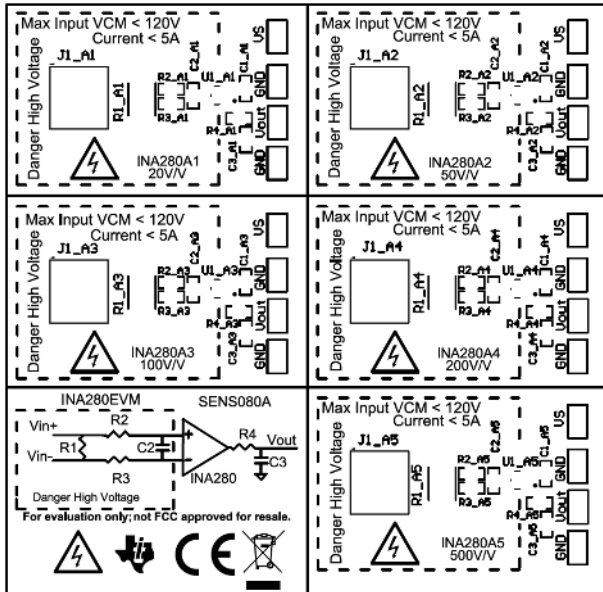 Max Input VCM < 120V
Current < 5A
J1_A1
Danger High Voltage
R1_A1
R2_A1
R3_A1
C2_A1
U1_A1
C1_A1
R4_A1
C3_A1
VS
GND
Vout
GND
INA280A1
20V/V
Max Input VCM < 120V
Current < 5A
J1_A2
Danger High Voltage
R1_A2
R2_A2
R3_A2
C2_A2
U1_A2
C1_A2
R4_A2
C3_A2
VS
GND
Vout
GND
INA280A2
50V/V
Max Input VCM < 120V
Current < 5A
J1_A3
Danger High Voltage
R1_A3
R2_A3
R3_A3
C2_A3
U1_A3
C1_A3
R4_A3
C3_A3
VS
GND
Vout
GND
INA280A3
100V/V
Max Input VCM < 120V
Current < 5A
J1_A4
Danger High Voltage
R1_A4
R2_A4
R3_A4
C2_A4
U1_A4
C1_A4
R4_A4
C3_A4
VS
GND
Vout
GND
INA280A4
200V/V
INA280EVM
SENS080A
Vin+
R2
R1
C2
R4
Vout
Vin-
R3
INA280
C3
Danger High Voltage
For evaluation only; not FCC approved for resale.
CE
Max Input VCM < 120V
Current < 5A
J1_A5
Danger High Voltage
R1_A5
R2_A5
R3_A5
C2_A5
U1_A5
C1_A5
R4_A5
C3_A5
VS
GND
Vout
GND
INA280A5
500V/V